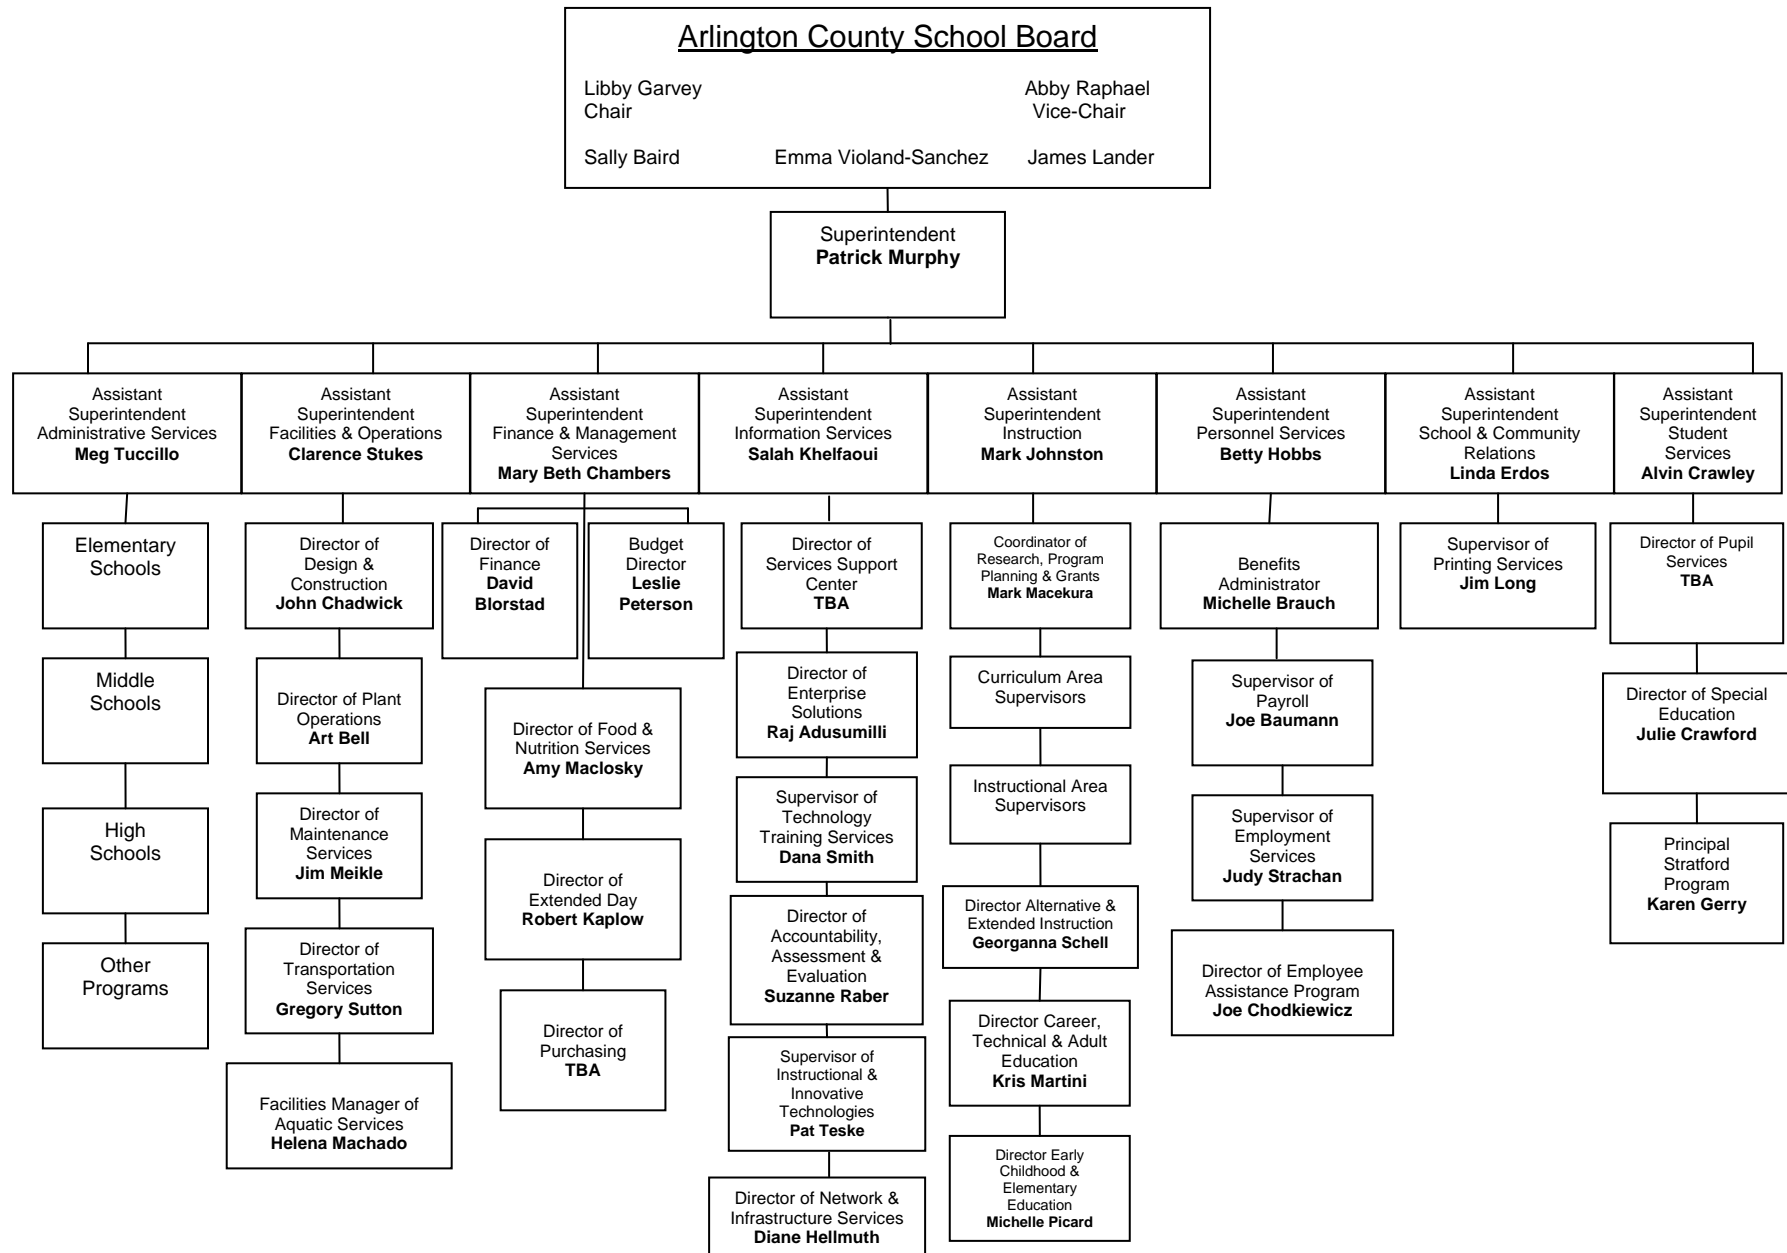 Arlington County School Board
Libby Garvey
Chair
Abby Raphael
Vice-Chair
Sally Baird
Emma Violand-Sanchez
James Lander
Superintendent
Patrick Murphy
Assistant
Superintendent
Administrative Services
Meg Tuccillo
Assistant
Superintendent
Facilities & Operations
Clarence Stukes
Assistant
Superintendent
Finance & Management
Services
Mary Beth Chambers
Assistant
Superintendent
Information Services
Salah Khelfaoui
Assistant
Superintendent
Instruction
Mark Johnston
Assistant
Superintendent
Personnel Services
Betty Hobbs
Assistant
Superintendent
School & Community
Relations
Linda Erdos
Assistant
Superintendent
Student
Services
Alvin Crawley
Elementary
Schools
Middle
Schools
High
Schools
Other
Programs
Director of
Design &
Construction
John Chadwick
Director of Plant
Operations
Art Bell
Director of
Maintenance
Services
Jim Meikle
Director of
Transportation
Services
Gregory Sutton
Facilities Manager of
Aquatic Services
Helena Machado
Director of
Finance
David
Blorstad
Budget
Director
Leslie
Peterson
Director of Food &
Nutrition Services
Amy Maclosky
Director of
Extended Day
Robert Kaplow
Director of
Purchasing
TBA
Director of
Services Support
Center
TBA
Director of
Enterprise
Solutions
Raj Adusumilli
Supervisor of
Technology
Training Services
Dana Smith
Director of
Accountability,
Assessment &
Evaluation
Suzanne Raber
Supervisor of
Instructional &
Innovative
Technologies
Pat Teske
Director of Network &
Infrastructure Services
Diane Hellmuth
Coordinator of
Research, Program
Planning & Grants
Mark Macekura
Curriculum Area
Supervisors
Instructional Area
Supervisors
Director Alternative &
Extended Instruction
Georganna Schell
Director Career,
Technical & Adult
Education
Kris Martini
Director Early
Childhood &
Elementary
Education
Michelle Picard
Benefits
Administrator
Michelle Brauch
Supervisor of
Payroll
Joe Baumann
Supervisor of
Employment
Services
Judy Strachan
Director of Employee
Assistance Program
Joe Chodkiewicz
Supervisor of
Printing Services
Jim Long
Director of Pupil
Services
TBA
Director of Special
Education
Julie Crawford
Principal
Stratford
Program
Karen Gerry